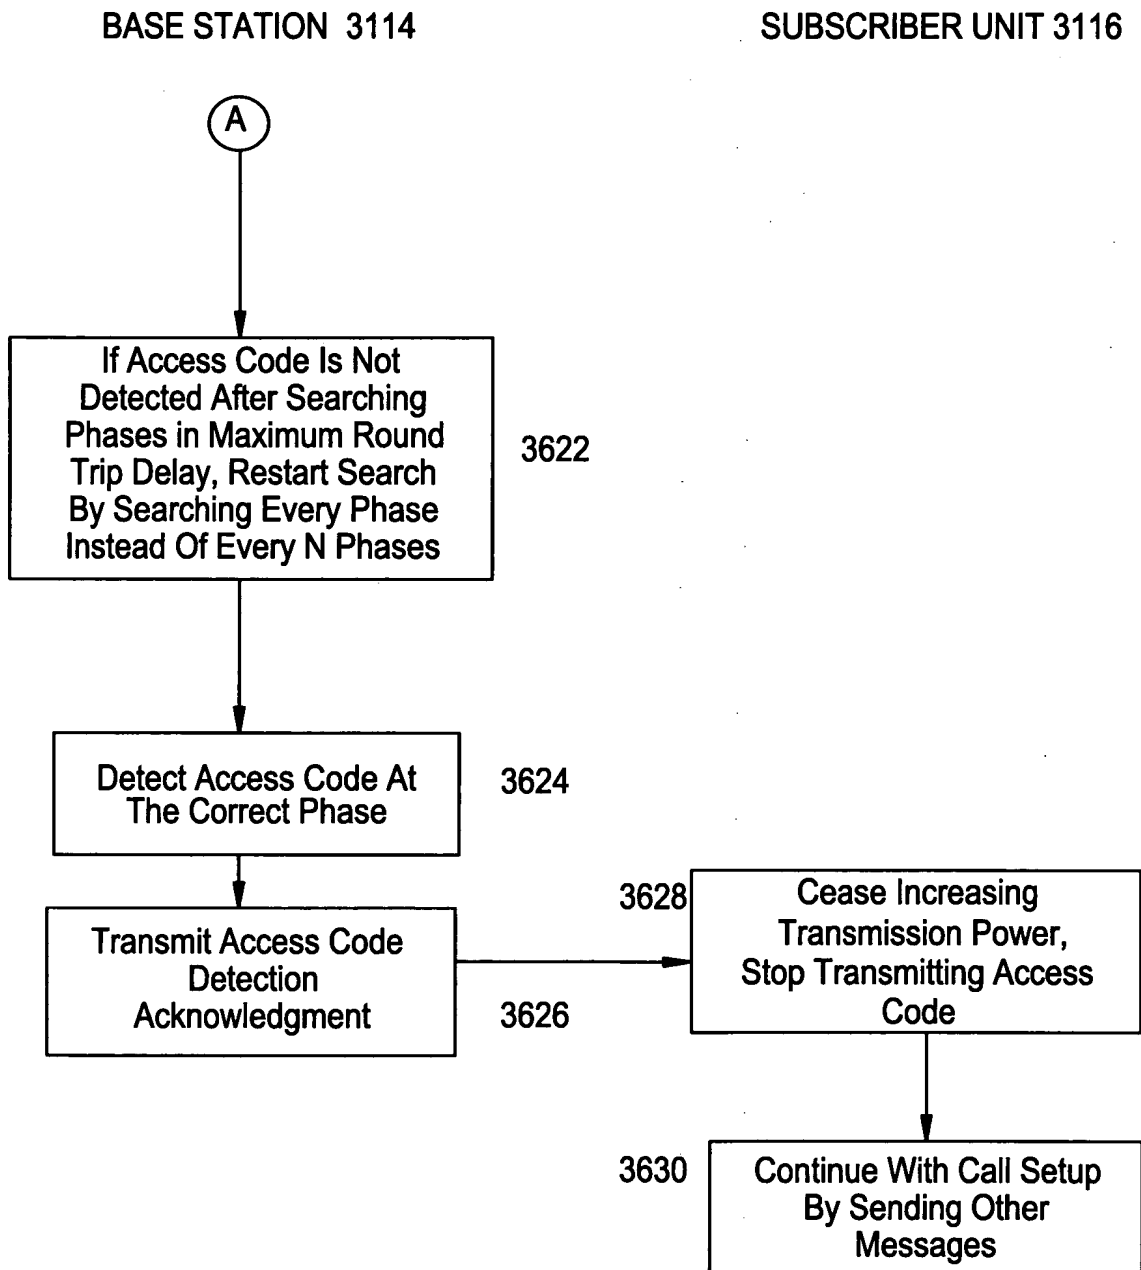 BASE STATION 3114
SUBSCRIBER UNIT 3116
A
If Access Code Is Not
Detected After Searching
Phases in Maximum Round
Trip Delay, Restart Search
By Searching Every Phase
Instead Of Every N Phases
3622
Detect Access Code At
The Correct Phase
3624
Transmit Access Code
Detection
Acknowledgment
3626
3628
Cease Increasing
Transmission Power,
Stop Transmitting Access
Code
3630
Continue With Call Setup
By Sending Other
Messages